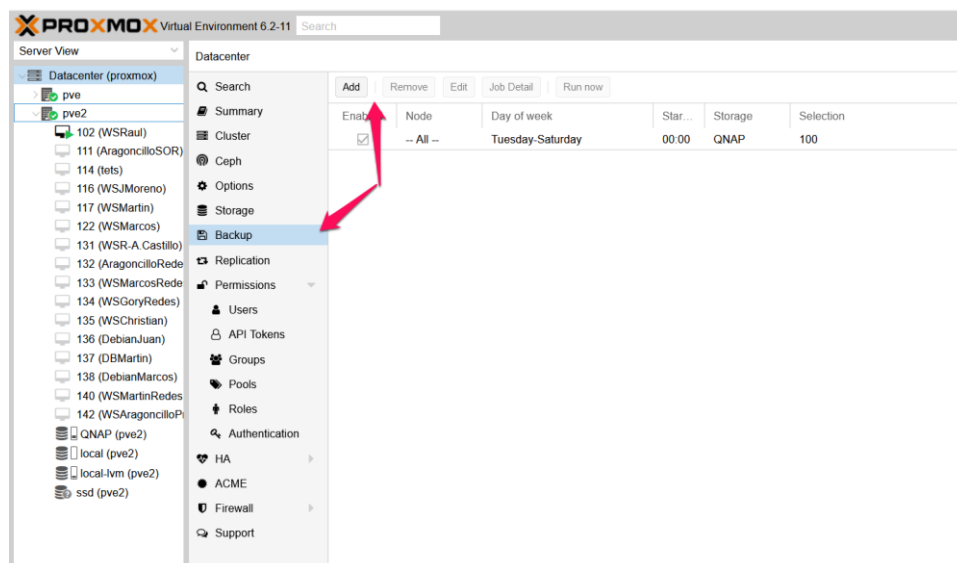 PROXMOX Virtual Environment 6.2-11 Search
Server View
Datacenter (proxmox)
pve
pve2
102 (WSRaul)
111 (AragoncilloSOR)
114 (tets)
116 (WSJMoreno)
117 (WSMartin)
122 (WSMarcos)
131 (WSR-A.Castillo)
132 (AragoncilloRede
133 (WSMarcosRede
134 (WSGoryRedes)
135 (WSChristian)
136 (DebianJuan)
137 (DBMartin)
138 (DebianMarcos)
140 (WSMartinRedes
142 (WSAragoncilloPr
QNAP (pve2)
local (pve2)
local-lvm (pve2)
ssd (pve2)
Datacenter
Search
Summary
Cluster
Ceph
Options
Storage
Backup
Replication
Permissions
Users
API Tokens
Groups
Pools
Roles
Authentication
HA
ACME
Firewall
Support
Add Remove Edit Job Detail Run now
Enab Node Day of week Star... Storage Selection
-- All -- Tuesday-Saturday 00:00 QNAP 100